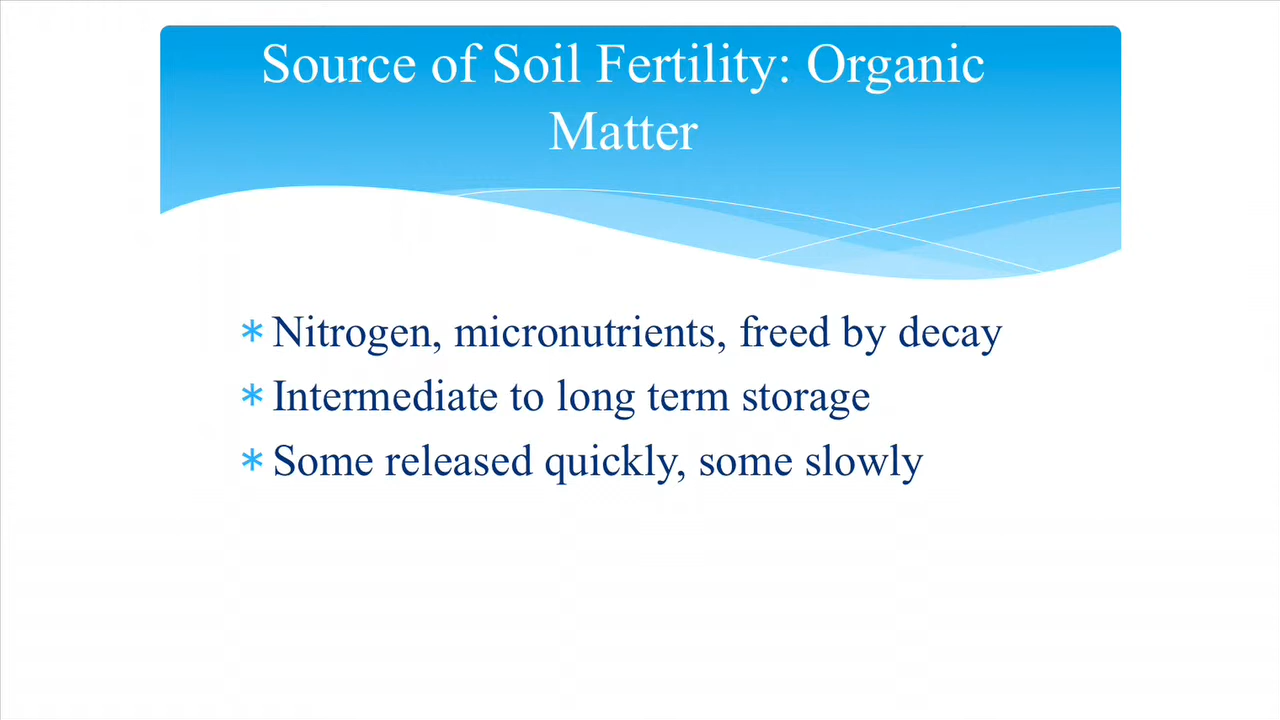 Source of Soil Fertility: Organic
Matter
* Nitrogen, micronutrients, freed by decay
* Intermediate to long term storage
* Some released quickly, some slowly